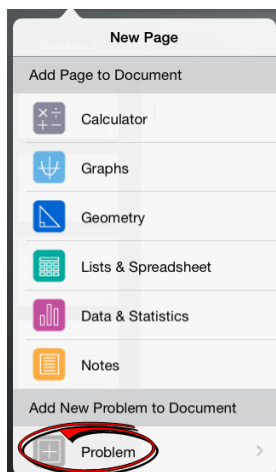 New Page
Add Page to Document
Calculator
Graphs
Geometry
Lists & Spreadsheet
Data & Statistics
Notes
Add New Problem to Document
Problem